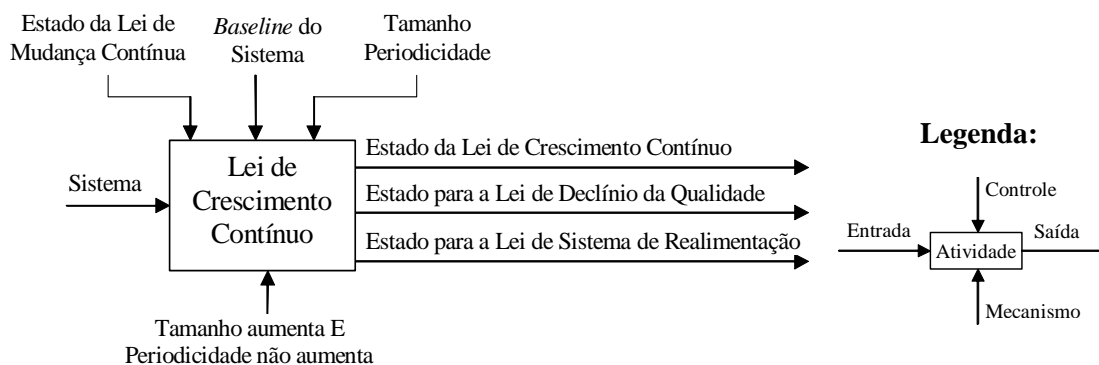 Estado da Lei de
Mudança Contínua
Baseline do
Sistema
Tamanho
Periodicidade
Sistema
Lei de
Crescimento
Contínuo
Estado da Lei de Crescimento Contínuo
Estado para a Lei de Declínio da Qualidade
Estado para a Lei de Sistema de Realimentação
Tamanho aumenta E
Periodicidade não aumenta
Legenda:
Controle
Entrada
Atividade
Saída
Mecanismo